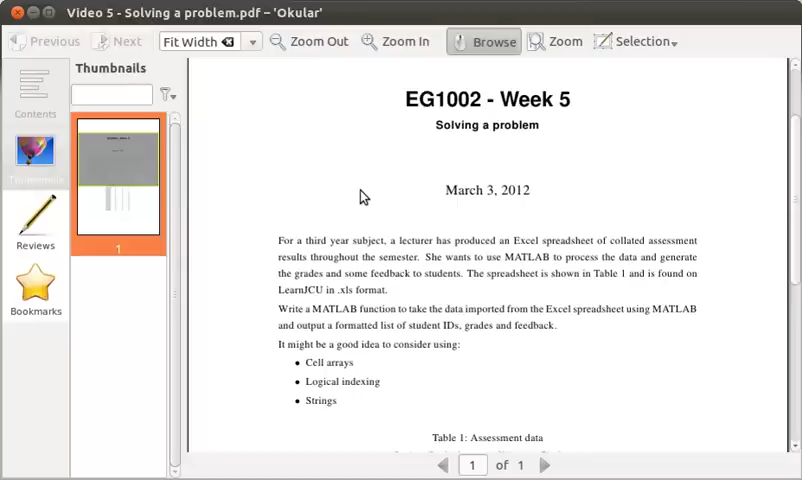 Video 5 - Solving a problem.pdf – 'Okular'
Previous Next Fit Width Zoom Out Zoom In Browse Zoom Selection
Thumbnails
Contents
Reviews
Bookmarks
1
EG1002 - Week 5
Solving a problem
March 3, 2012
For a third year subject, a lecturer has produced an Excel spreadsheet of collated assessment
results throughout the semester. She wants to use MATLAB to process the data and generate
the grades and some feedback to students. The spreadsheet is shown in Table 1 and is found on
LearnJCU in .xls format.
Write a MATLAB function to take the data imported from the Excel spreadsheet using MATLAB
and output a formatted list of student IDs, grades and feedback.
It might be a good idea to consider using:
• Cell arrays
• Logical indexing
• Strings
Table 1: Assessment data
1 of 1